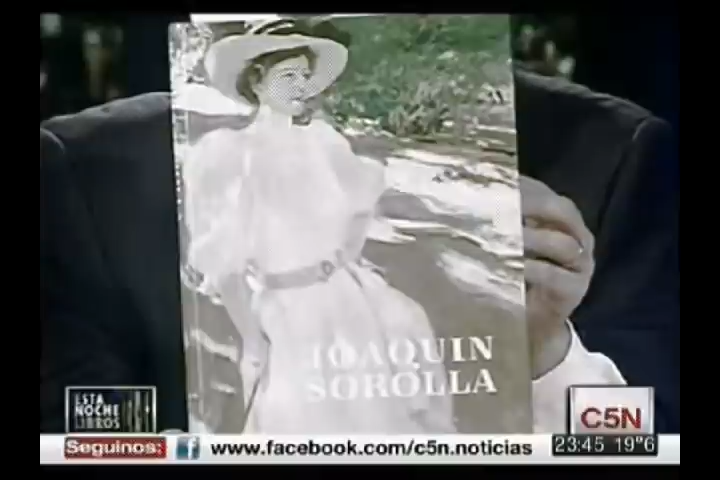 JOAQUIN
SOROLLA
ESTA
NOCHE
LIBROS
C5N
Seguinos: f www.facebook.com/c5n.noticias
23:45 19°6